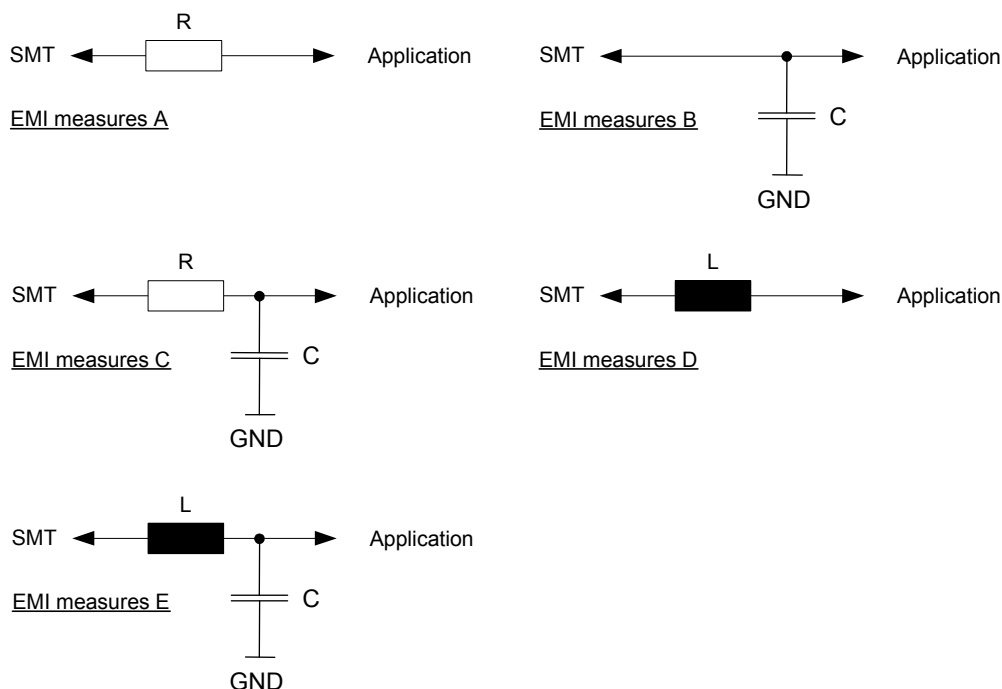 R
SMT Application
EMI measures A
SMT Application
EMI measures B
C
GND
R
SMT Application
EMI measures C
C
GND
L
SMT Application
EMI measures D
L
SMT Application
EMI measures E
C
GND